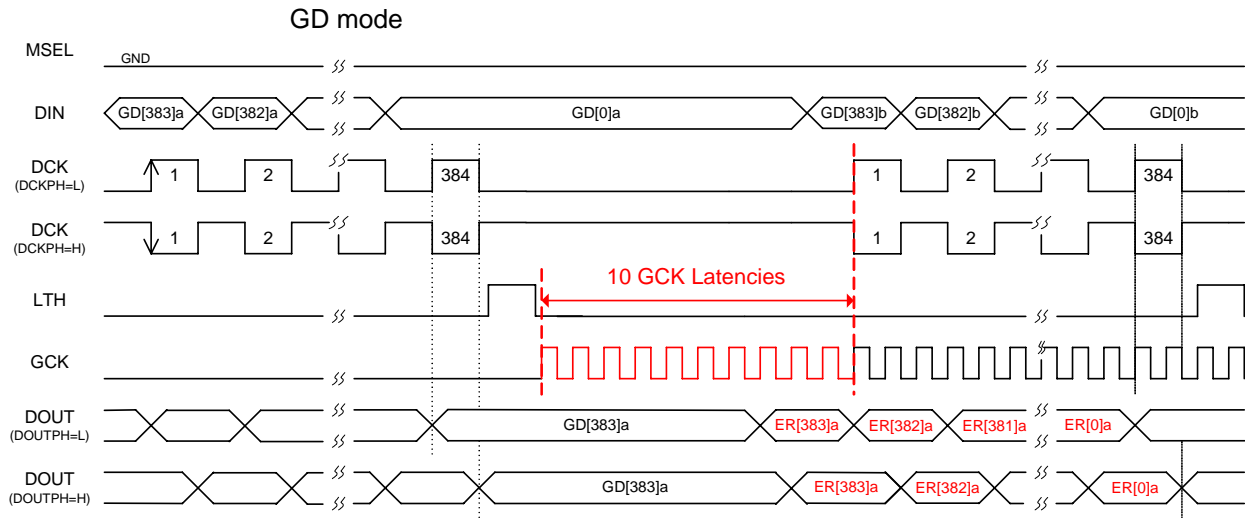 GD mode
MSEL
GND
DIN
GD[383]a GD[382]a GD[0]a GD[383]b GD[382]b GD[0]b
DCK
(DCKPH=L)
1 2 384 1 2 384
DCK
(DCKPH=H)
1 2 384 1 2 384
10 GCK Latencies
LTH
GCK
DOUT
(DOUTPH=L)
GD[383]a ER[383]a ER[382]a ER[381]a ER[0]a
DOUT
(DOUTPH=H)
GD[383]a ER[383]a ER[382]a ER[0]a